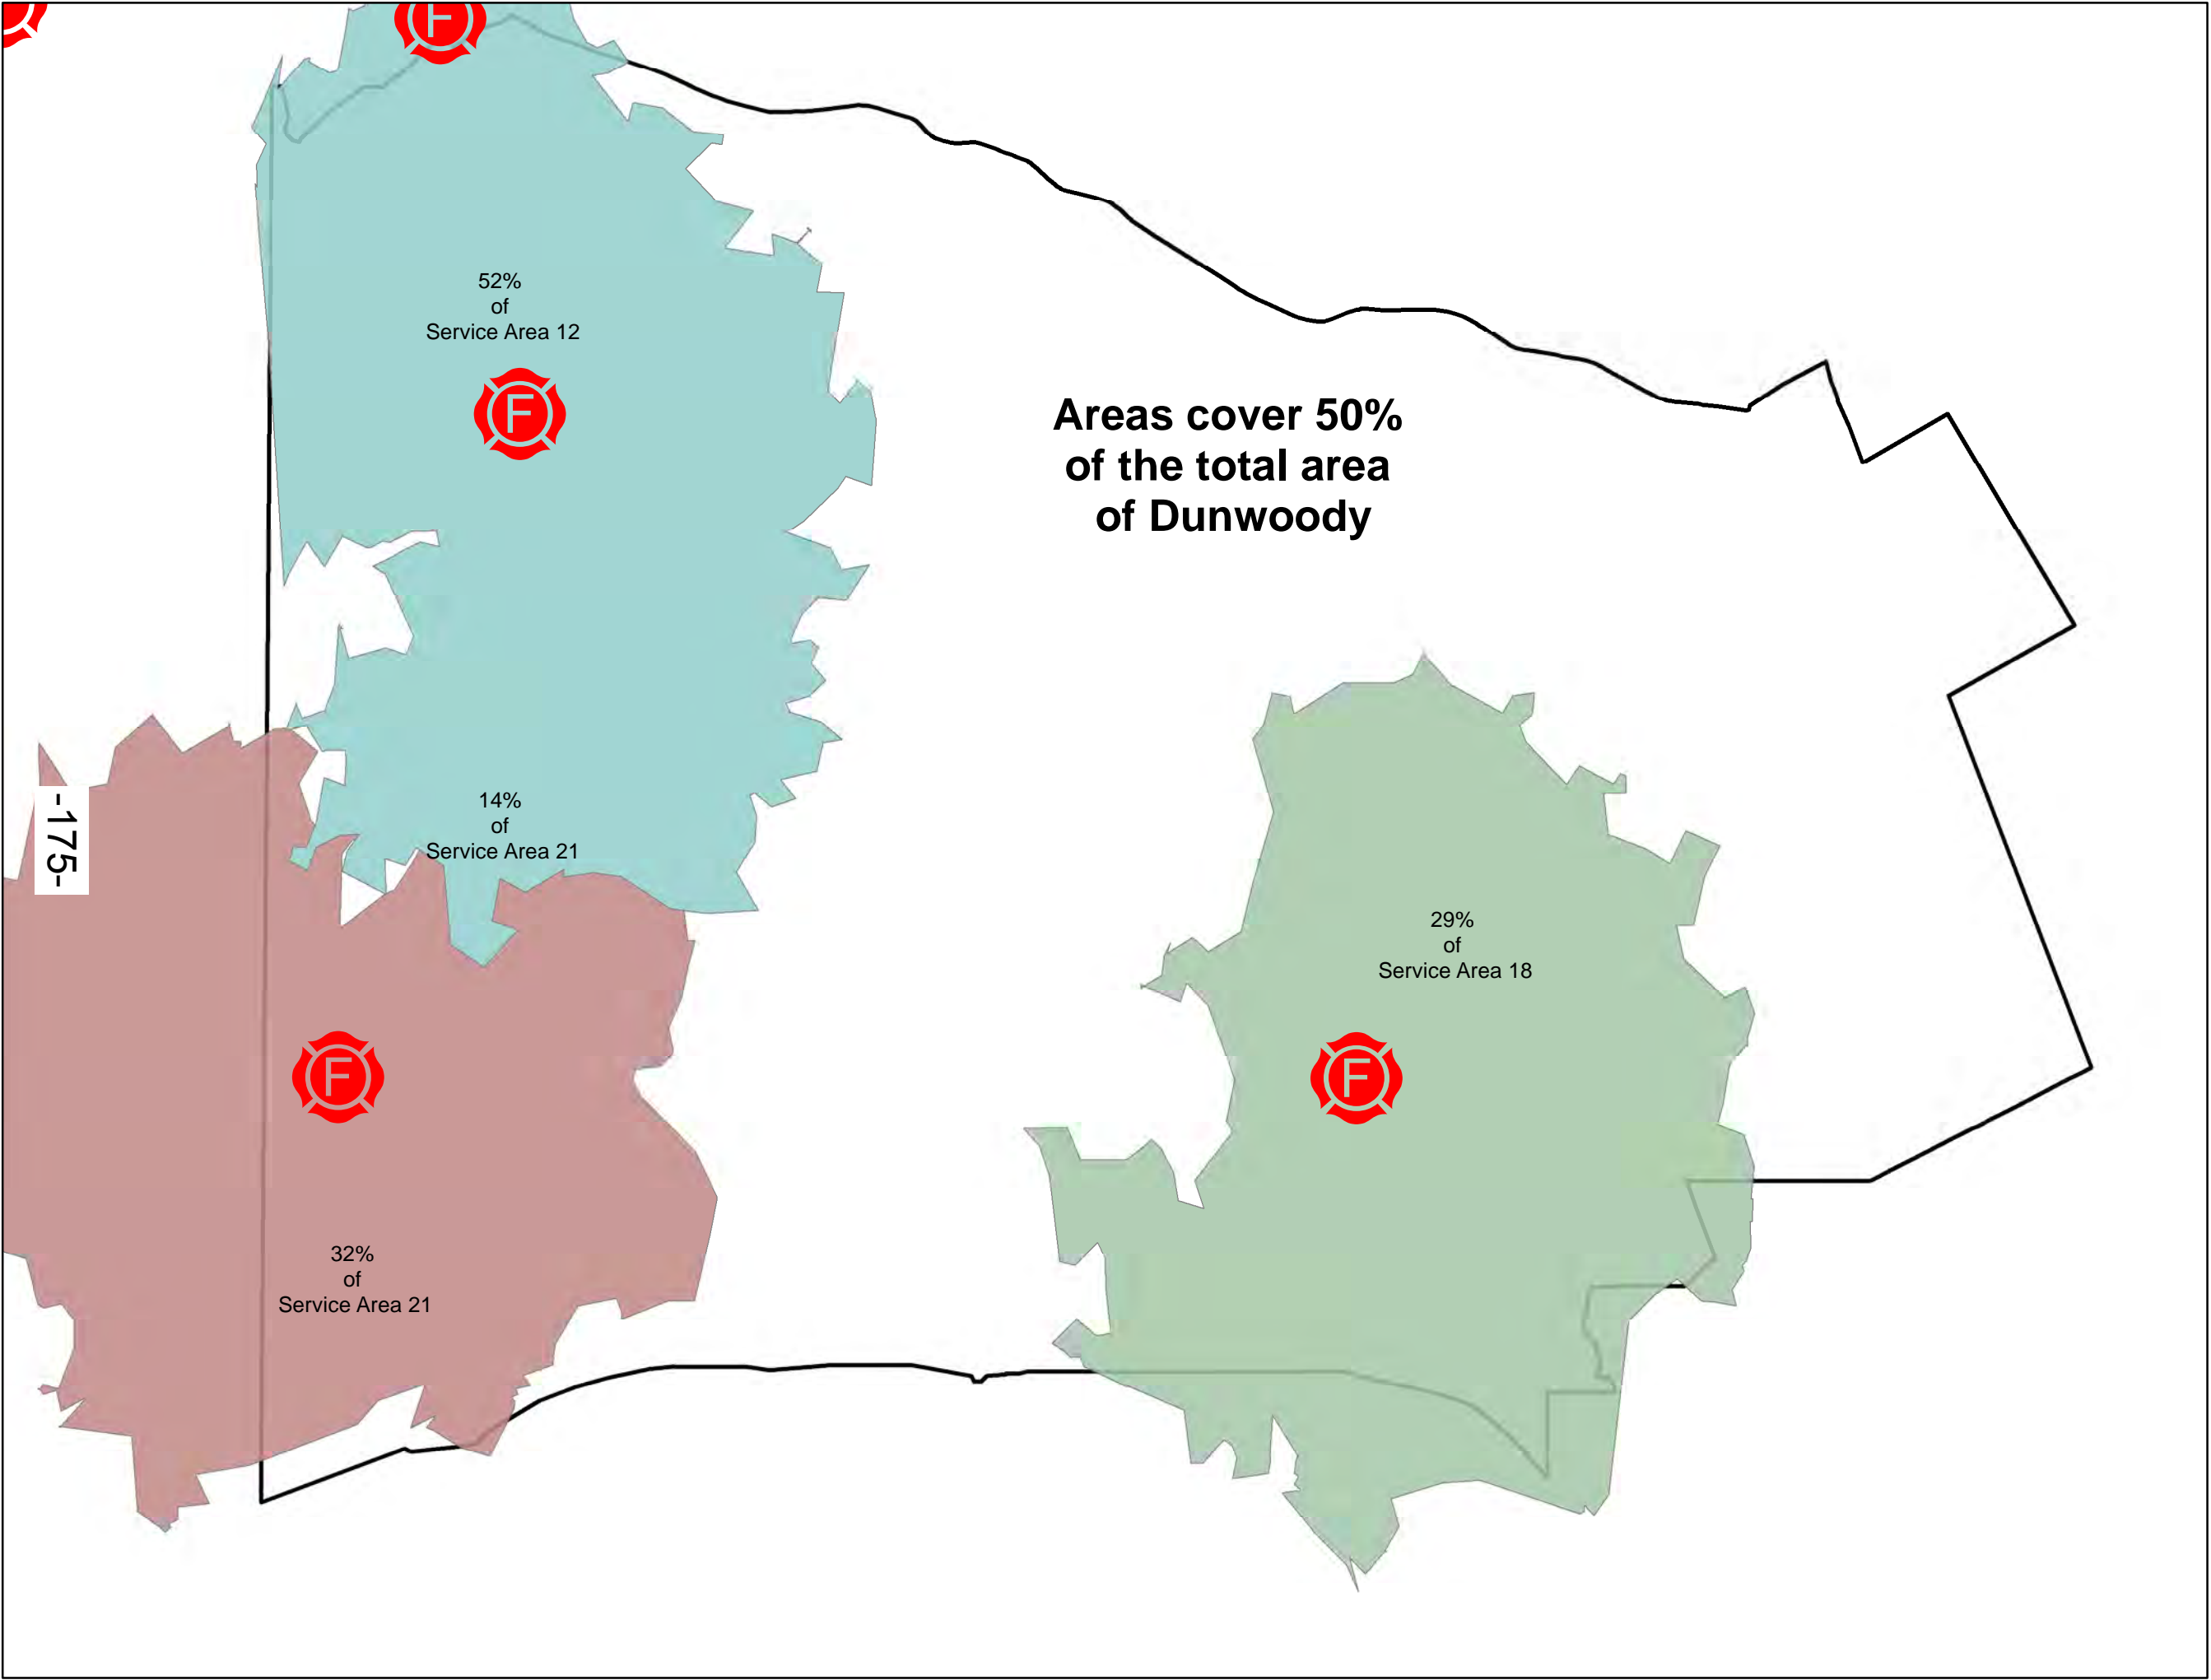 F
52%
of
Service Area 12
F
Areas cover 50%
of the total area
of Dunwoody
-175-
14%
of
Service Area 21
29%
of
Service Area 18
F
F
32%
of
Service Area 21